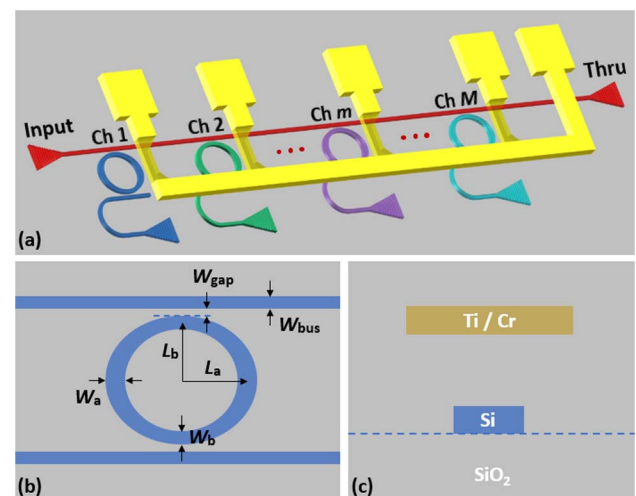 Input
Ch 1
Ch 2
Ch m
Ch M
Thru
(a)
Wgap
Wbus
Lb
La
Wa
Wb
(b)
Ti / Cr
Si
SiO2
(c)